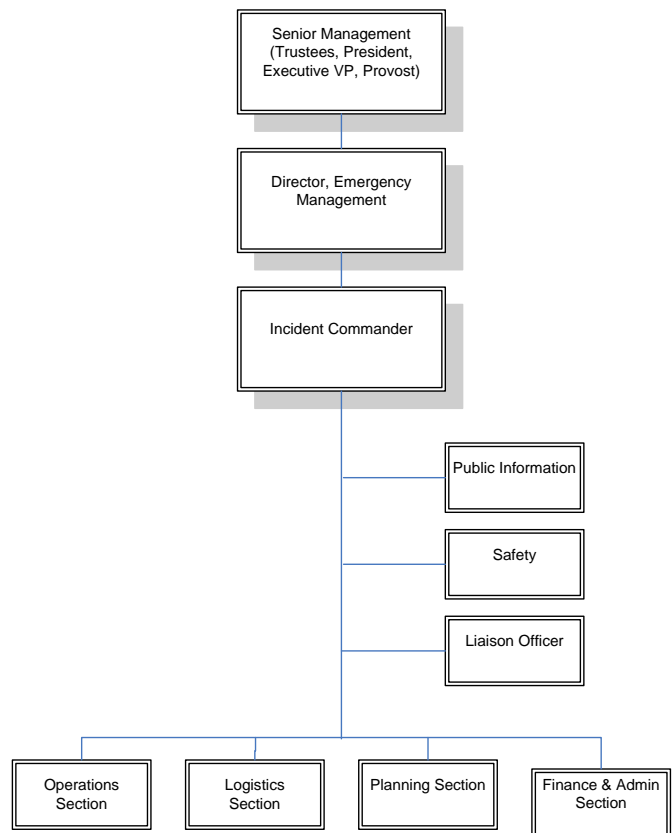 Senior Management
(Trustees, President,
Executive VP, Provost)
Director, Emergency
Management
Incident Commander
Public Information
Safety
Liaison Officer
Operations
Section
Logistics
Section
Planning Section
Finance & Admin
Section